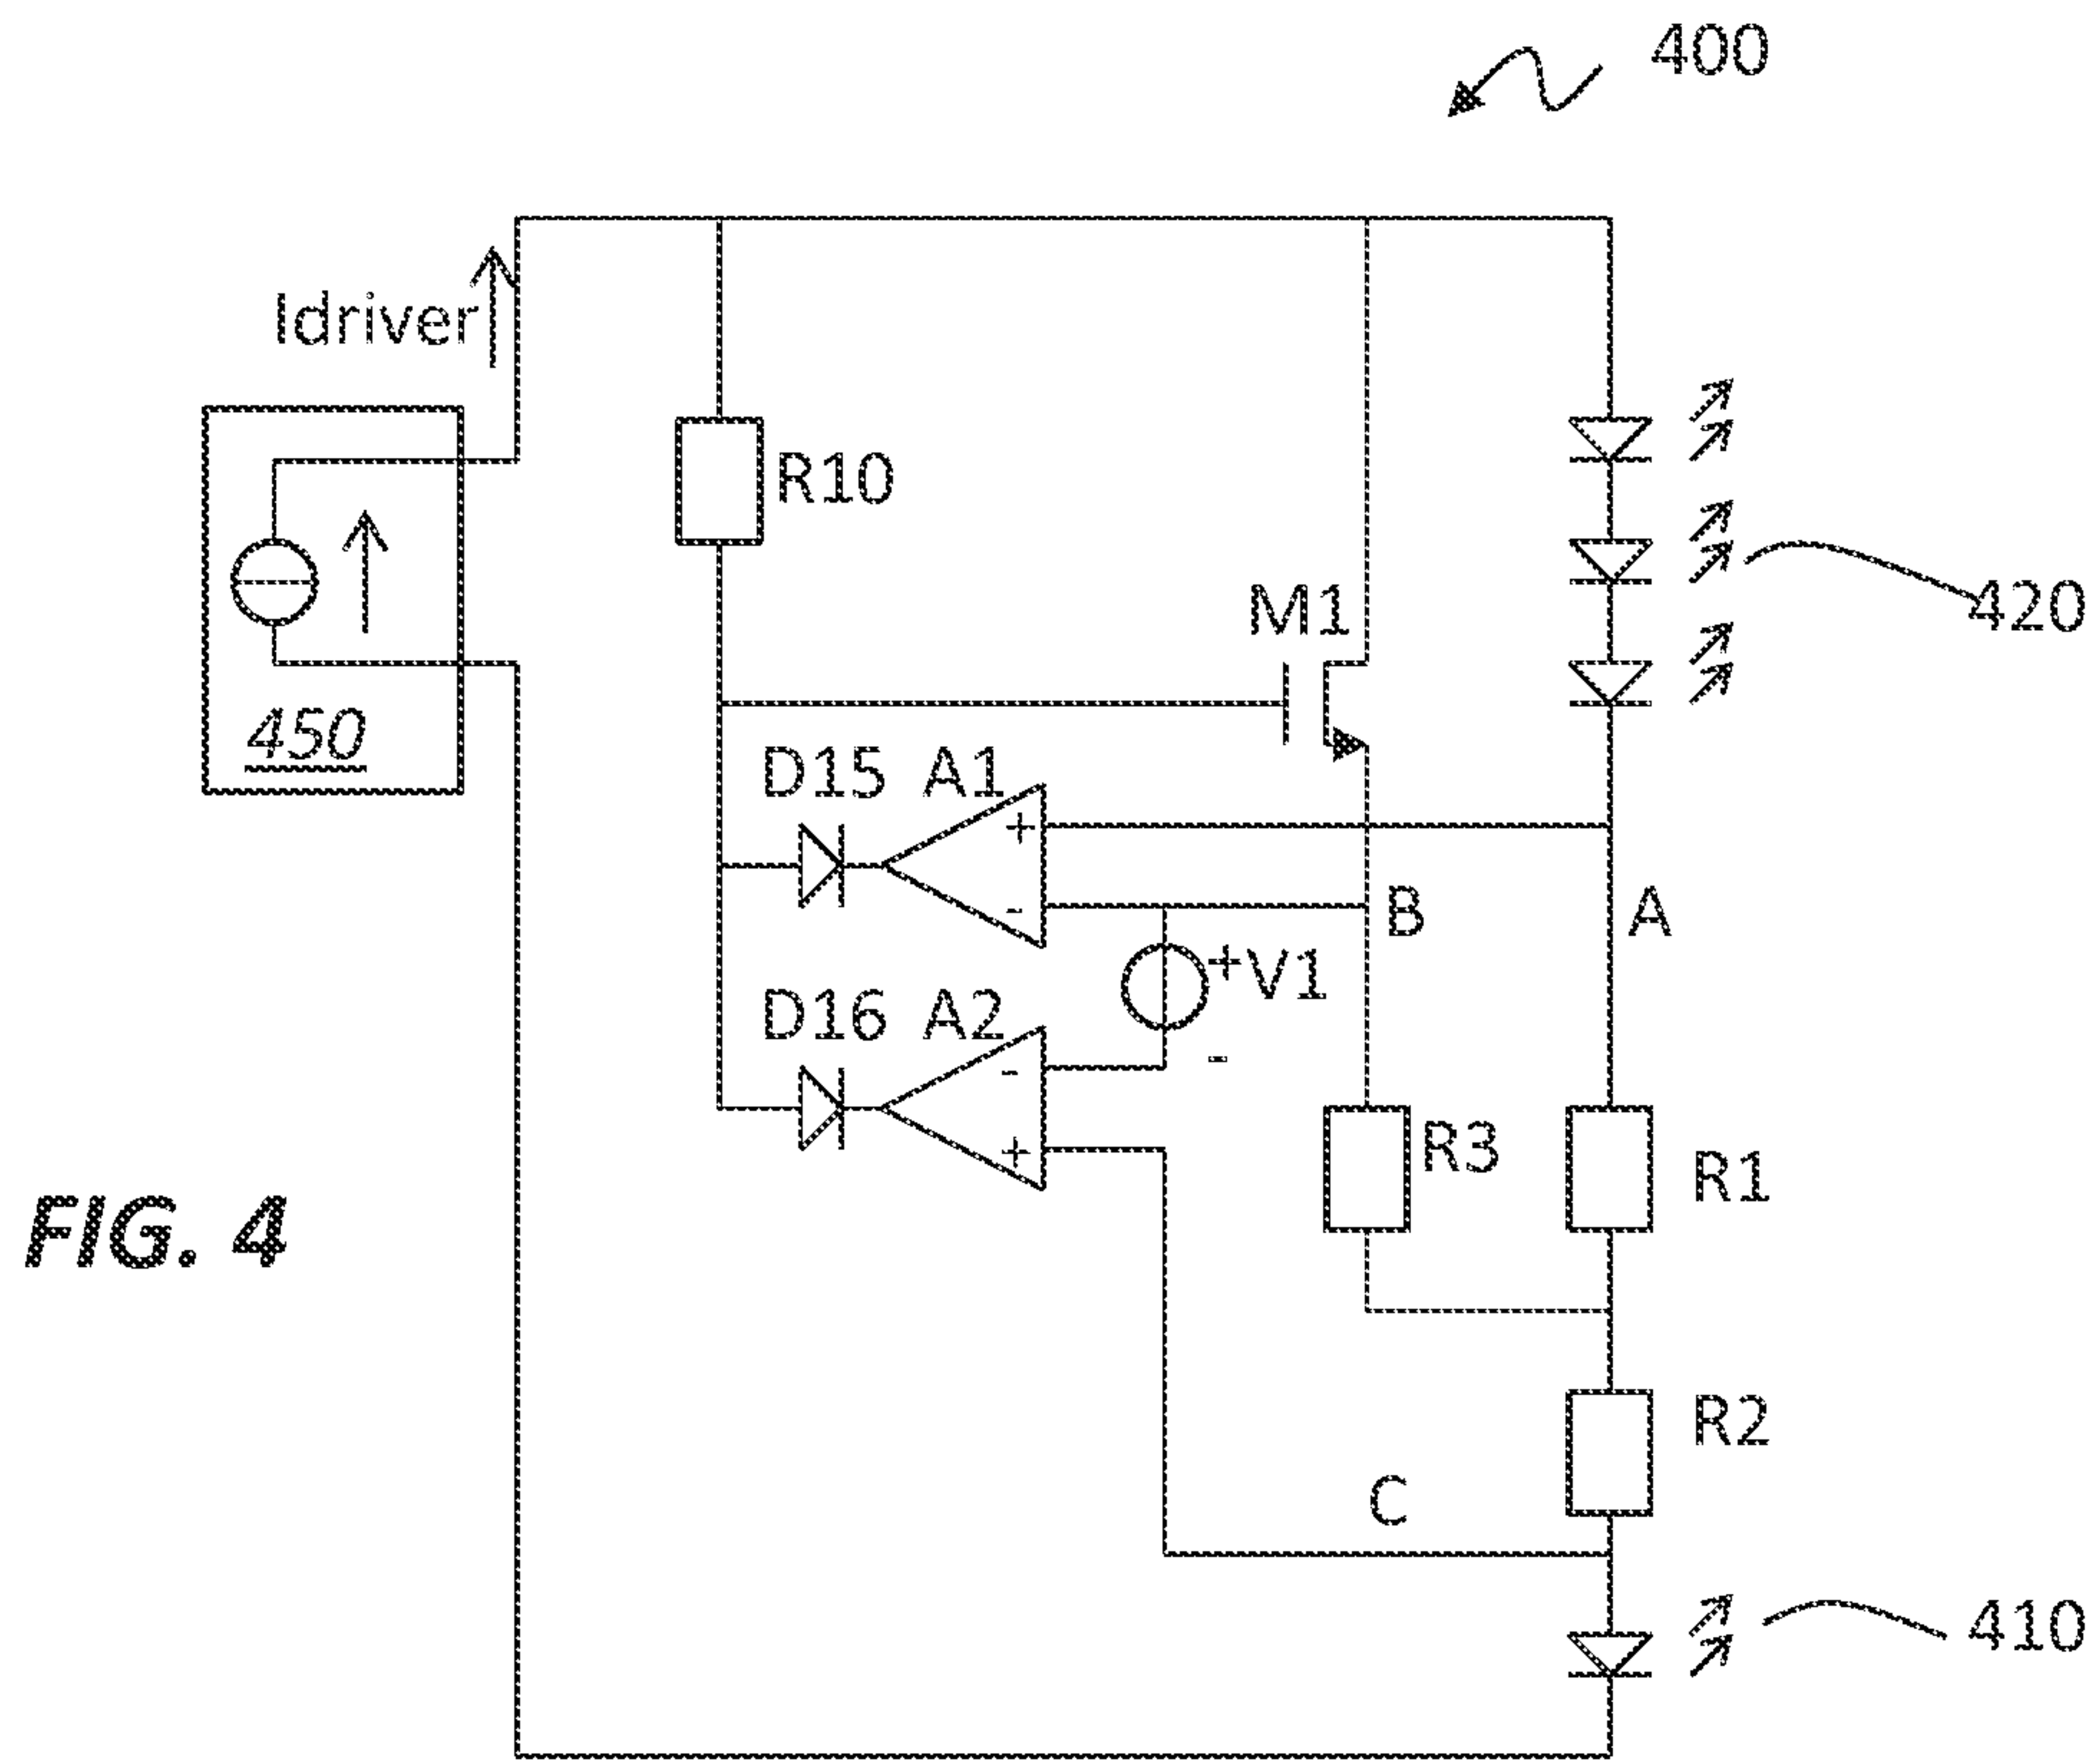 400
Idriver
R10
M1
420
450
D15 A1
+
-
B
A
+V1
-
D16 A2
-
+
R3
R1
FIG. 4
R2
C
410